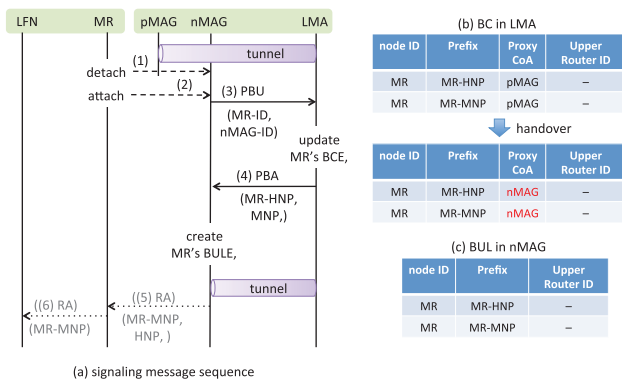 LFN MR pMAG nMAG LMA
tunnel
(1)
detach
(2)
attach
(3) PBU
(MR-ID,
nMAG-ID)
update
MR's BCE,
(4) PBA
(MR-HNP,
MNP,)
create
MR's BULE,
tunnel
((5) RA)
(MR-MNP,
HNP, )
((6) RA)
(MR-MNP)
(a) signaling message sequence
(b) BC in LMA
node ID Prefix Proxy CoA Upper Router ID
MR MR-HNP pMAG –
MR MR-MNP pMAG –
handover
node ID Prefix Proxy CoA Upper Router ID
MR MR-HNP nMAG –
MR MR-MNP nMAG –
(c) BUL in nMAG
node ID Prefix Upper Router ID
MR MR-HNP –
MR MR-MNP –